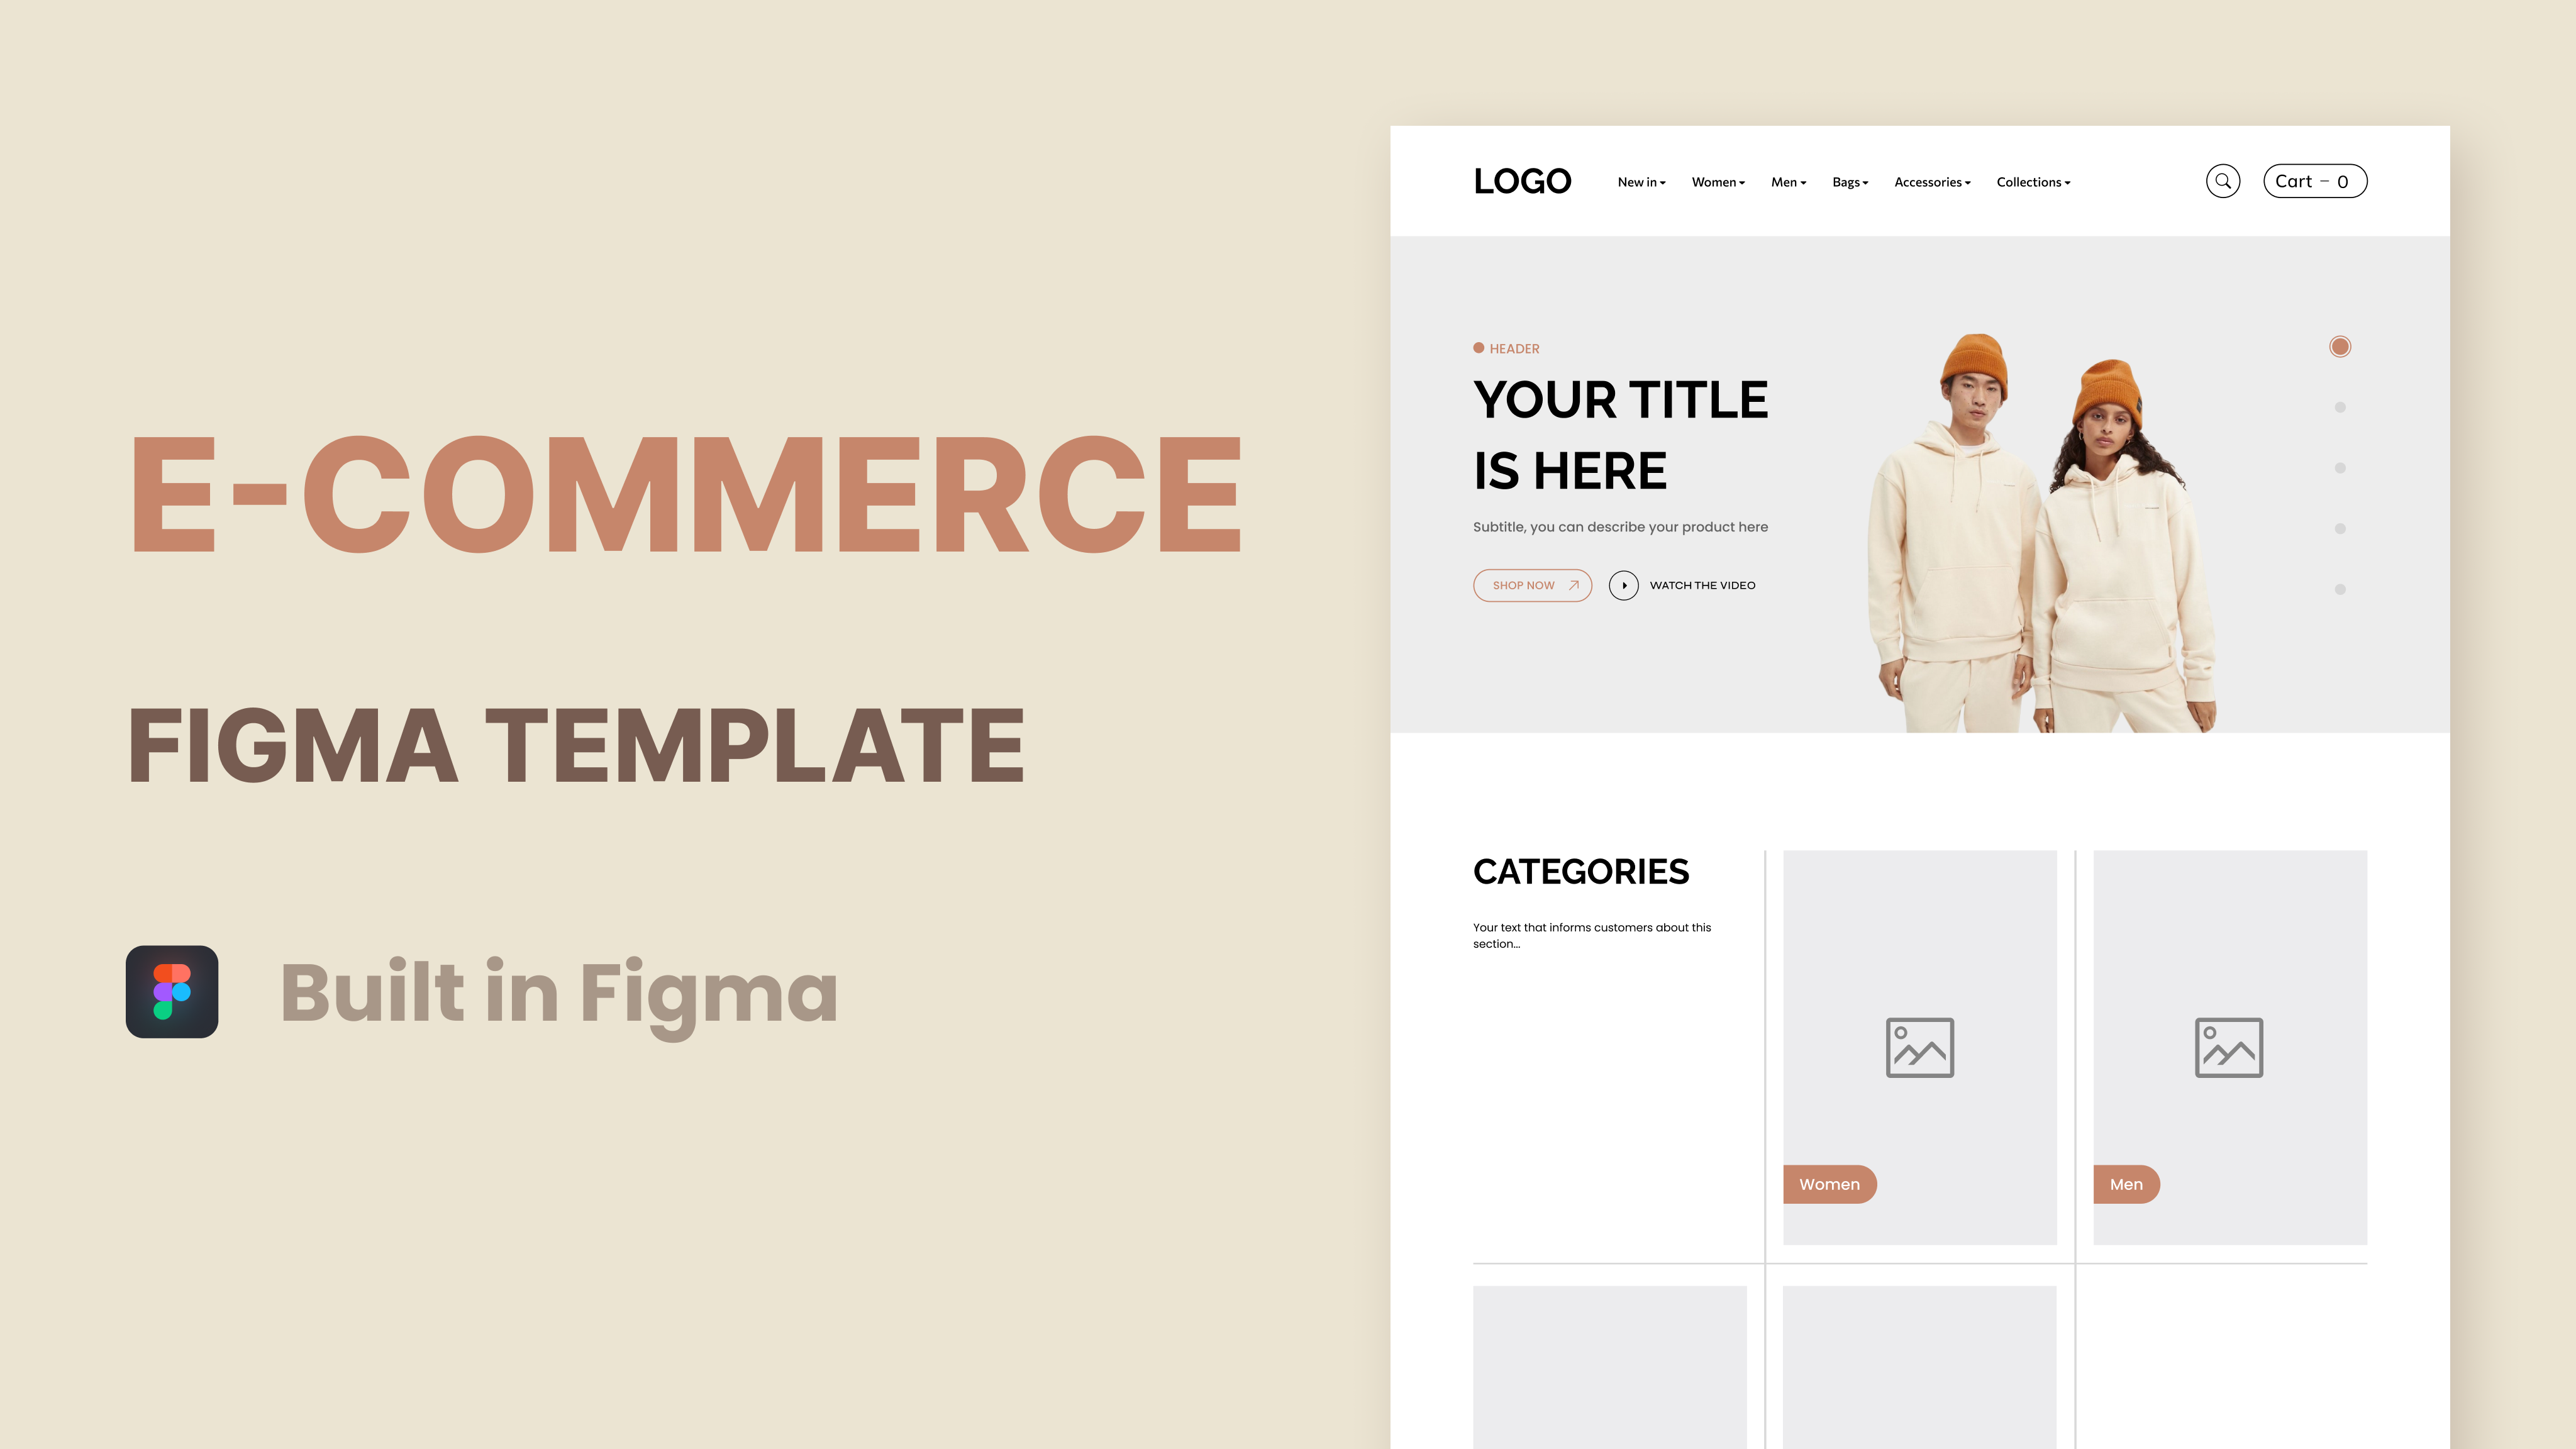 E-COMMERCE
FIGMA TEMPLATE
Built in Figma
LOGO
New in
Women
Men
Bags
Accessories
Collections
Cart – 0
HEADER
YOUR TITLE
IS HERE
Subtitle, you can describe your product here
SHOP NOW
WATCH THE VIDEO
CATEGORIES
Your text that informs customers about this
section...
Women
Men